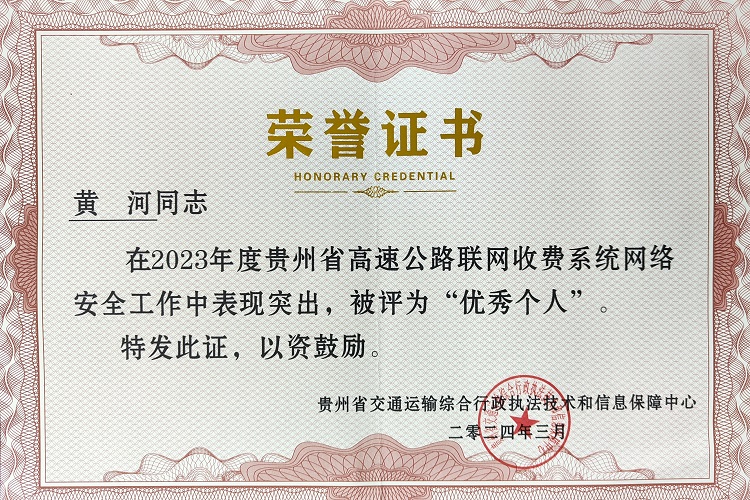 荣誉证书
HONORARY CREDENTIAL
黄 河同志
在2023年度贵州省高速公路联网收费系统网络
安全工作中表现突出，被评为“优秀个人”。
特发此证，以资鼓励。
贵州省交通运输综合行政执法技术和信息保障中心
二零二四年三月